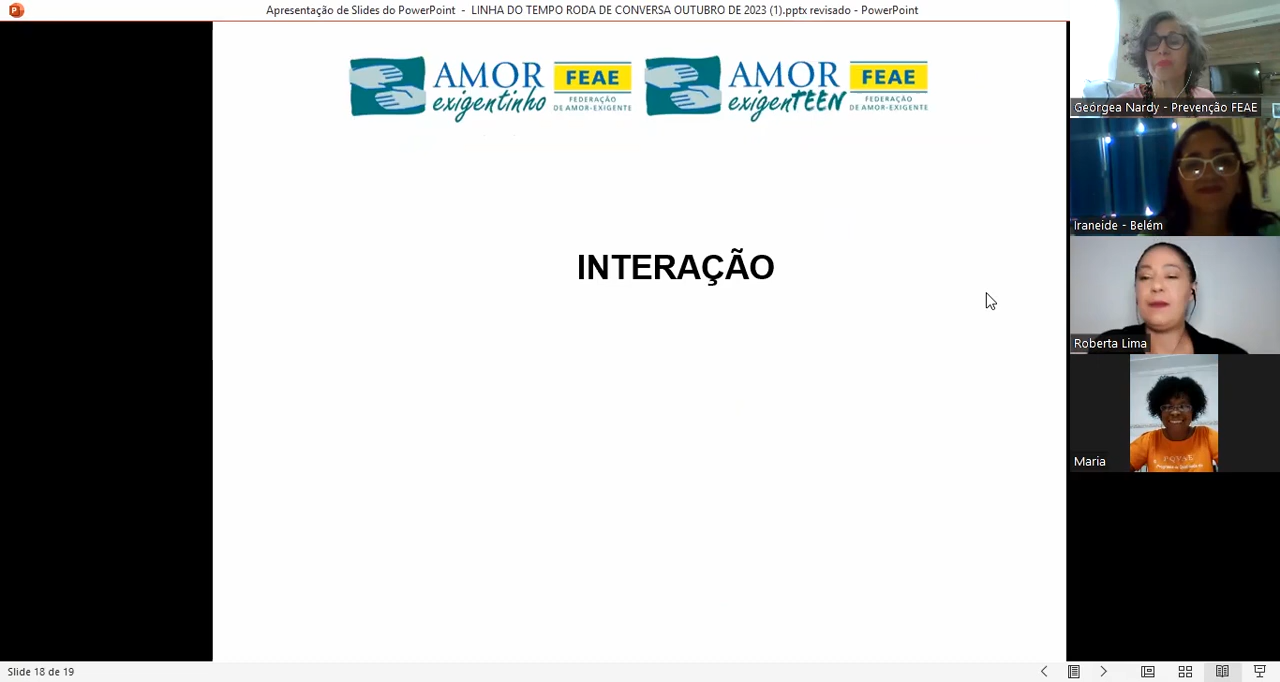 Apresentação de Slides do PowerPoint - LINHA DO TEMPO RODA DE CONVERSA OUTUBRO DE 2023 (1).pptx revisado - PowerPoint
AMOR exigentinho
FEAE
FEDERAÇÃO
DE AMOR-EXIGENTE
AMOR exigenTEEN
FEAE
FEDERAÇÃO
DE AMOR-EXIGENTE
INTERAÇÃO
Geórgea Nardy - Prevenção FEAE
Iraneide - Belém
Roberta Lima
PQVAE
Maria
Slide 18 de 19